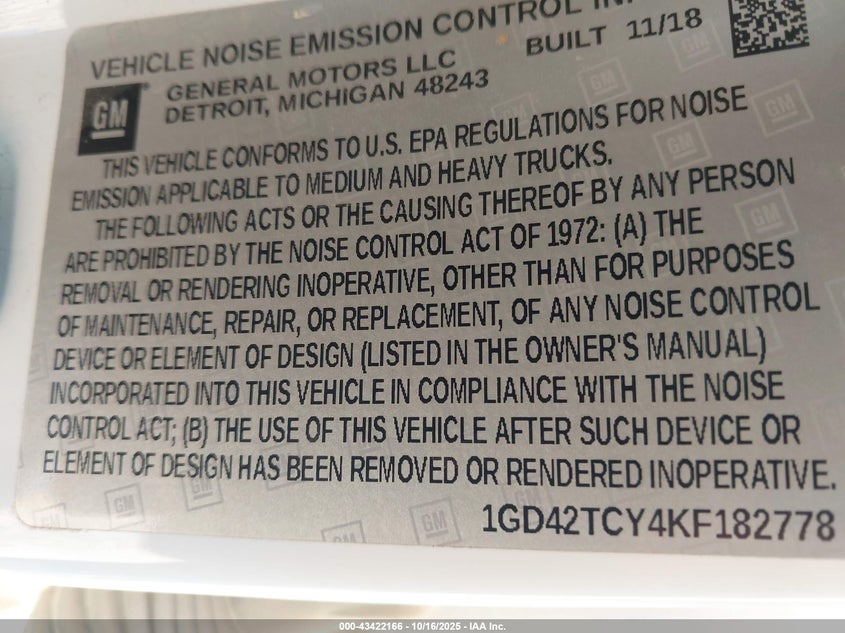 VEHICLE NOISE EMISSION CONTROL
BUILT 11/18
GM
GENERAL MOTORS LLC
DETROIT, MICHIGAN 48243
THIS VEHICLE CONFORMS TO U.S. EPA REGULATIONS FOR NOISE
EMISSION APPLICABLE TO MEDIUM AND HEAVY TRUCKS.
THE FOLLOWING ACTS OR THE CAUSING THEREOF BY ANY PERSON
ARE PROHIBITED BY THE NOISE CONTROL ACT OF 1972: (A) THE
REMOVAL OR RENDERING INOPERATIVE, OTHER THAN FOR PURPOSES
OF MAINTENANCE, REPAIR, OR REPLACEMENT, OF ANY NOISE CONTROL
DEVICE OR ELEMENT OF DESIGN (LISTED IN THE OWNER'S MANUAL)
INCORPORATED INTO THIS VEHICLE IN COMPLIANCE WITH THE NOISE
CONTROL ACT; (B) THE USE OF THIS VEHICLE AFTER SUCH DEVICE OR
ELEMENT OF DESIGN HAS BEEN REMOVED OR RENDERED INOPERATIVE.
1GD42TCY4KF182778
000-43422166 - 10/16/2025 - IAA Inc.